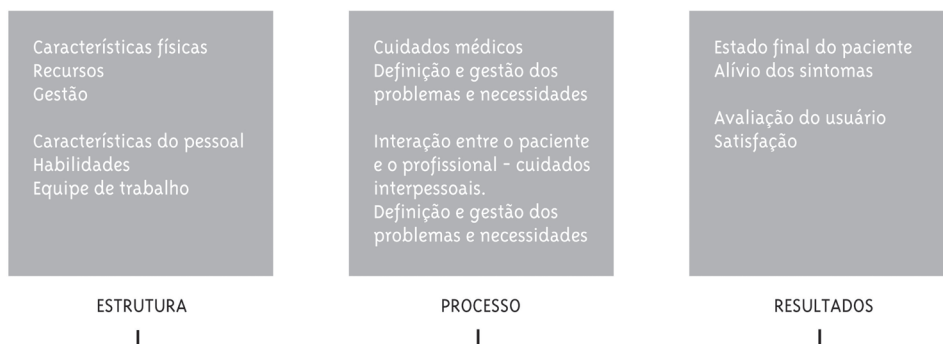 Características físicas
Recursos
Gestão
Características do pessoal
Habilidades
Equipe de trabalho
ESTRUTURA
Cuidados médicos
Definição e gestão dos
problemas e necessidades
Interação entre o paciente
e o profissional - cuidados
interpessoais.
Definição e gestão dos
problemas e necessidades
PROCESSO
Estado final do paciente
Alívio dos sintomas
Avaliação do usuário
Satisfação
RESULTADOS